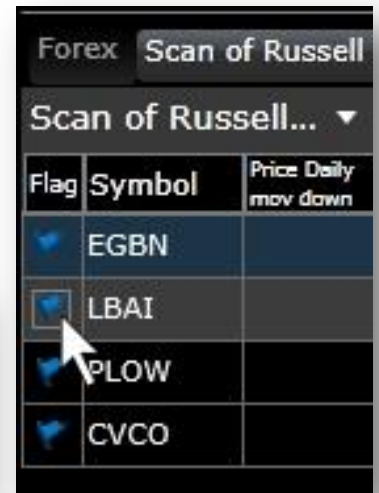 Forex Scan of Russell
Scan of Russell... ▼
Flag Symbol Price Daily mov down
EGBN
LBAI
PLOW
CVCO